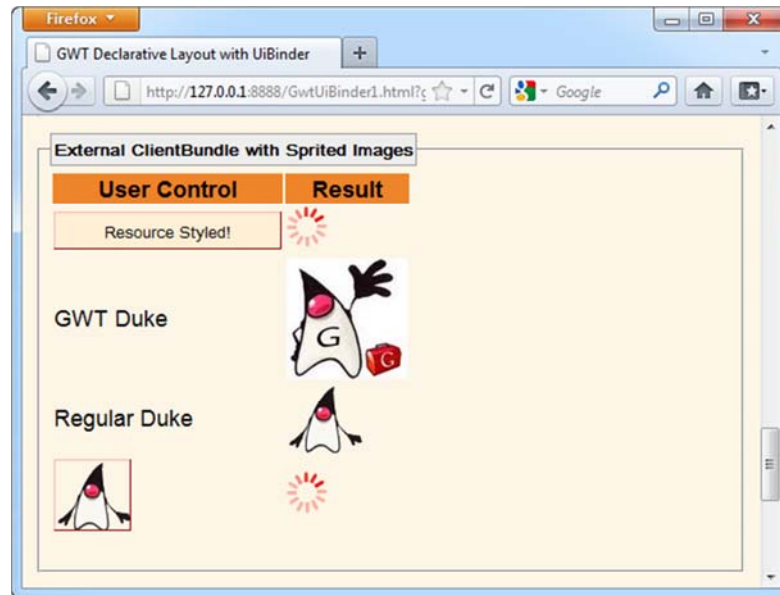 Firefox
GWT Declarative Layout with UiBinder
http://127.0.0.1:8888/GwtUiBinder1.html?g
Google
External ClientBundle with Sprited Images
User Control Result
Resource Styled!
GWT Duke
G
G
Regular Duke